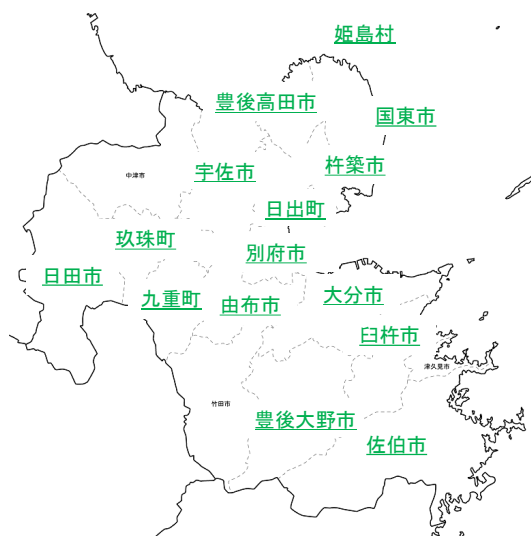 姫島村
豊後高田市
国東市
杵築市
宇佐市
中津市
日出町
玖珠町
別府市
日田市
九重町
由布市
大分市
臼杵市
津久見市
竹田市
豊後大野市
佐伯市